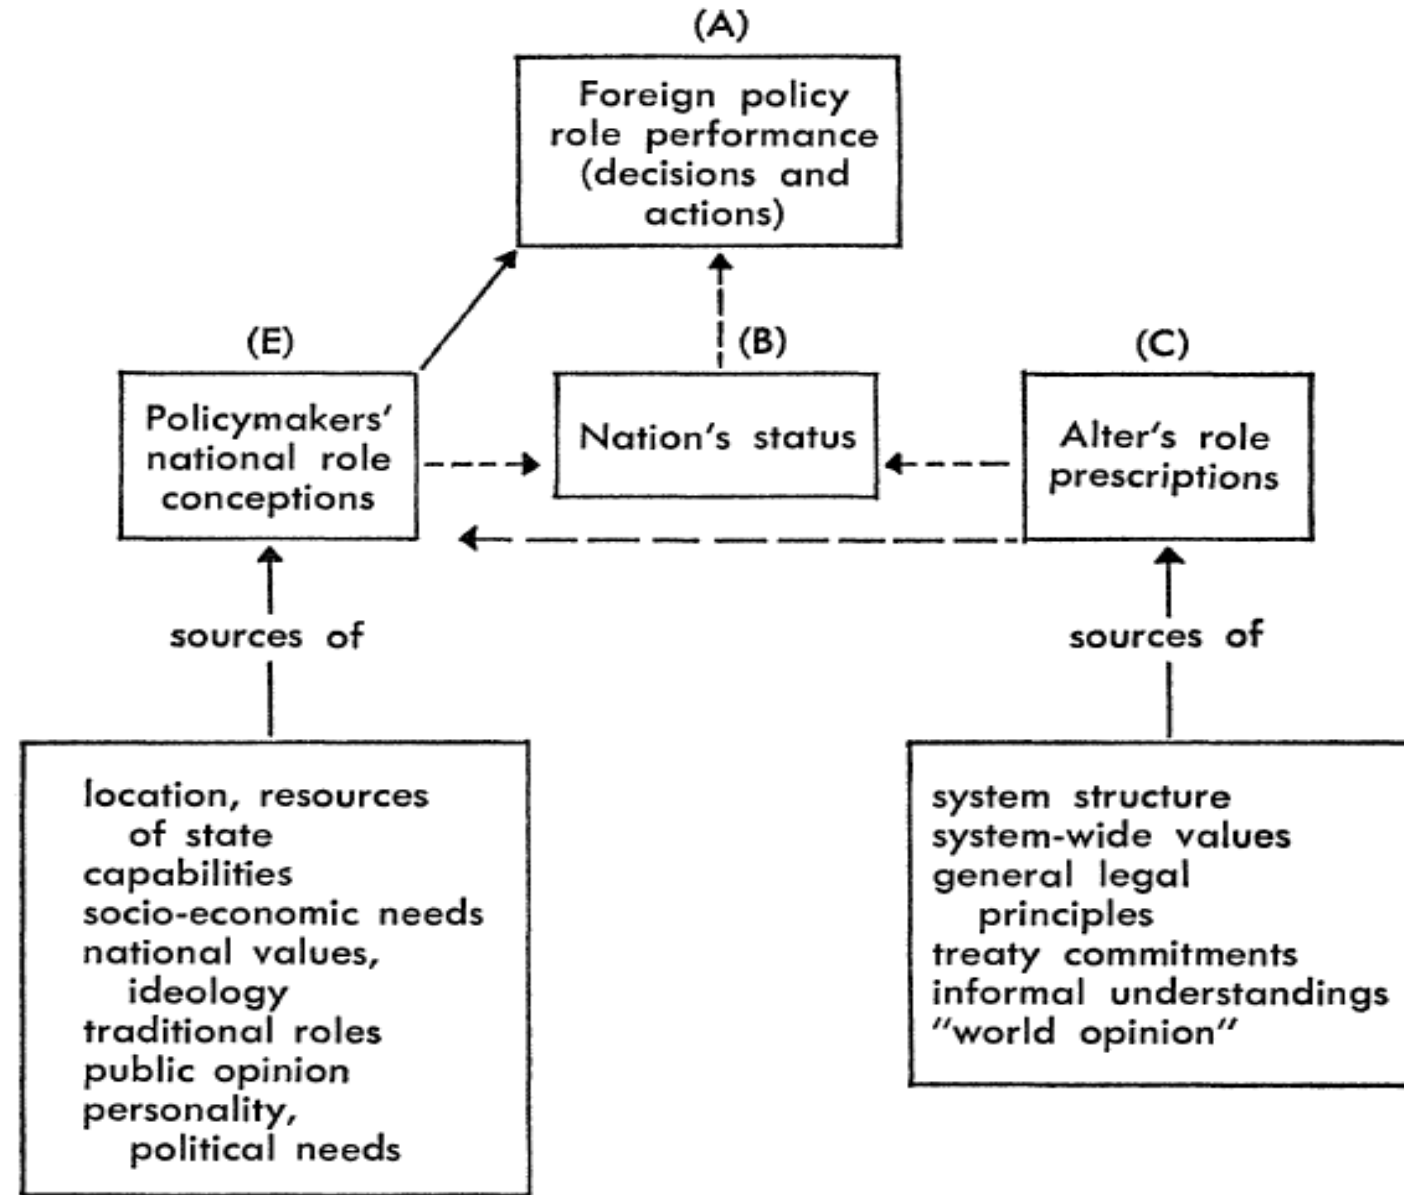 (A)
Foreign policy
role performance
(decisions and
actions)
(E)
(B)
(C)
Policymakers'
national role
conceptions
Nation's status
Alter's role
prescriptions
sources of
sources of
location, resources
of state
capabilities
socio-economic needs
national values,
ideology
traditional roles
public opinion
personality,
political needs
system structure
system-wide values
general legal
principles
treaty commitments
informal understandings
"world opinion"